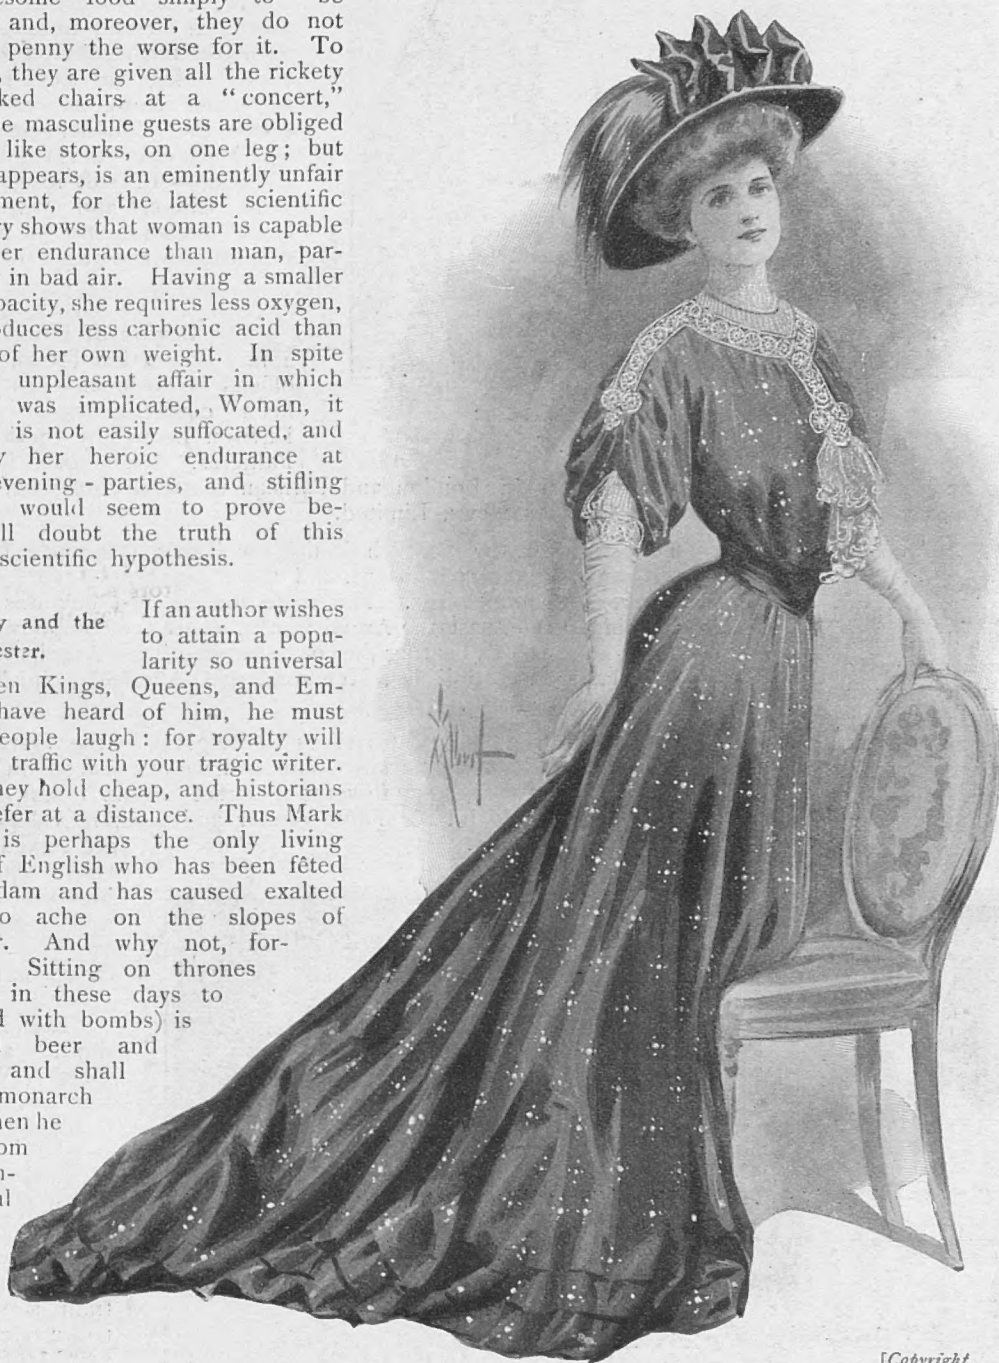 food simply to be
and, moreover, they do not
penny the worse for it. To
, they are given all the rickety
ked chairs at a "concert,"
e masculine guests are obliged
like storks, on one leg; but
appears, is an eminently unfair
ment, for the latest scientific
ry shows that woman is capable
er endurance than man, par-
in bad air. Having a smaller
pacity, she requires less oxygen,
duces less carbonic acid than
of her own weight. In spite
unpleasant affair in which
was implicated, Woman, it
is not easily suffocated, and
y her heroic endurance at
evening-parties, and stifling
would seem to prove be-
ll doubt the truth of this
scientific hypothesis.
y and the
ester.
If an author wishes
to attain a popu-
larity so universal
en Kings, Queens, and Em-
have heard of him, he must
eople laugh: for royalty will
traffic with your tragic writer.
hey hold cheap, and historians
efer at a distance. Thus Mark
is perhaps the only living
f English who has been fêted
dam and has caused exalted
o ache on the slopes of
r. And why not, for-
Sitting on thrones
in these days to
d with bombs) is
beer and
and shall
monarch
hen he
om
n-
al
[Copyright